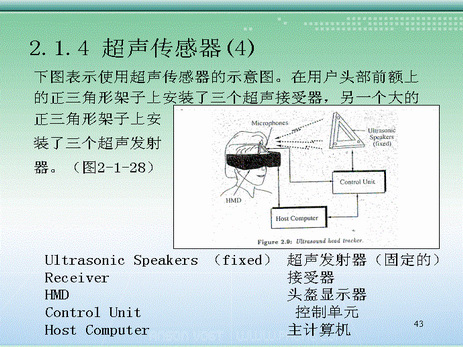 2.1.4 超声传感器(4)
下图表示使用超声传感器的示意图。在用户头部前额上
的正三角形架子上安装了三个超声接受器，另一个大的
正三角形架子上安
装了三个超声发射
器。（图2-1-28）
Microphones
Ultrasonic
Speakers
(fixed)
Control Unit
HMD
Host Computer
Figure 2.9: Ultrasound head tracker.
Ultrasonic Speakers （fixed） 超声发射器（固定的）
Receiver 接受器
HMD 头盔显示器
Control Unit 控制单元
Host Computer 主计算机
43